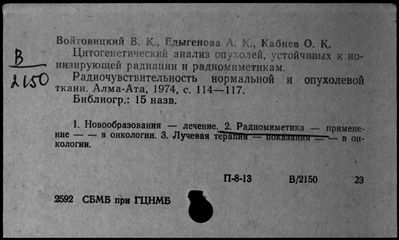 Войтовицкий В. К., Едыгенова А. К., Кабиев О. К.
Цитогенетический анализ опухолей, устойчивых к ио-
низирующей радиации и радиомиметикам.
В
2150
Радиочувствительность нормальной и опухолевой
ткани. Алма-Ата, 1974, с. 114—117.
Библиогр.: 15 назв.
1. Новообразования — лечение. 2. Радиомиметика — примене-
ние — — в онкологии. 3. Лучевая терапия — показания — — в он-
кологии.
П-8-13 В/2150 23
2592 СБМБ при ГЦНМБ